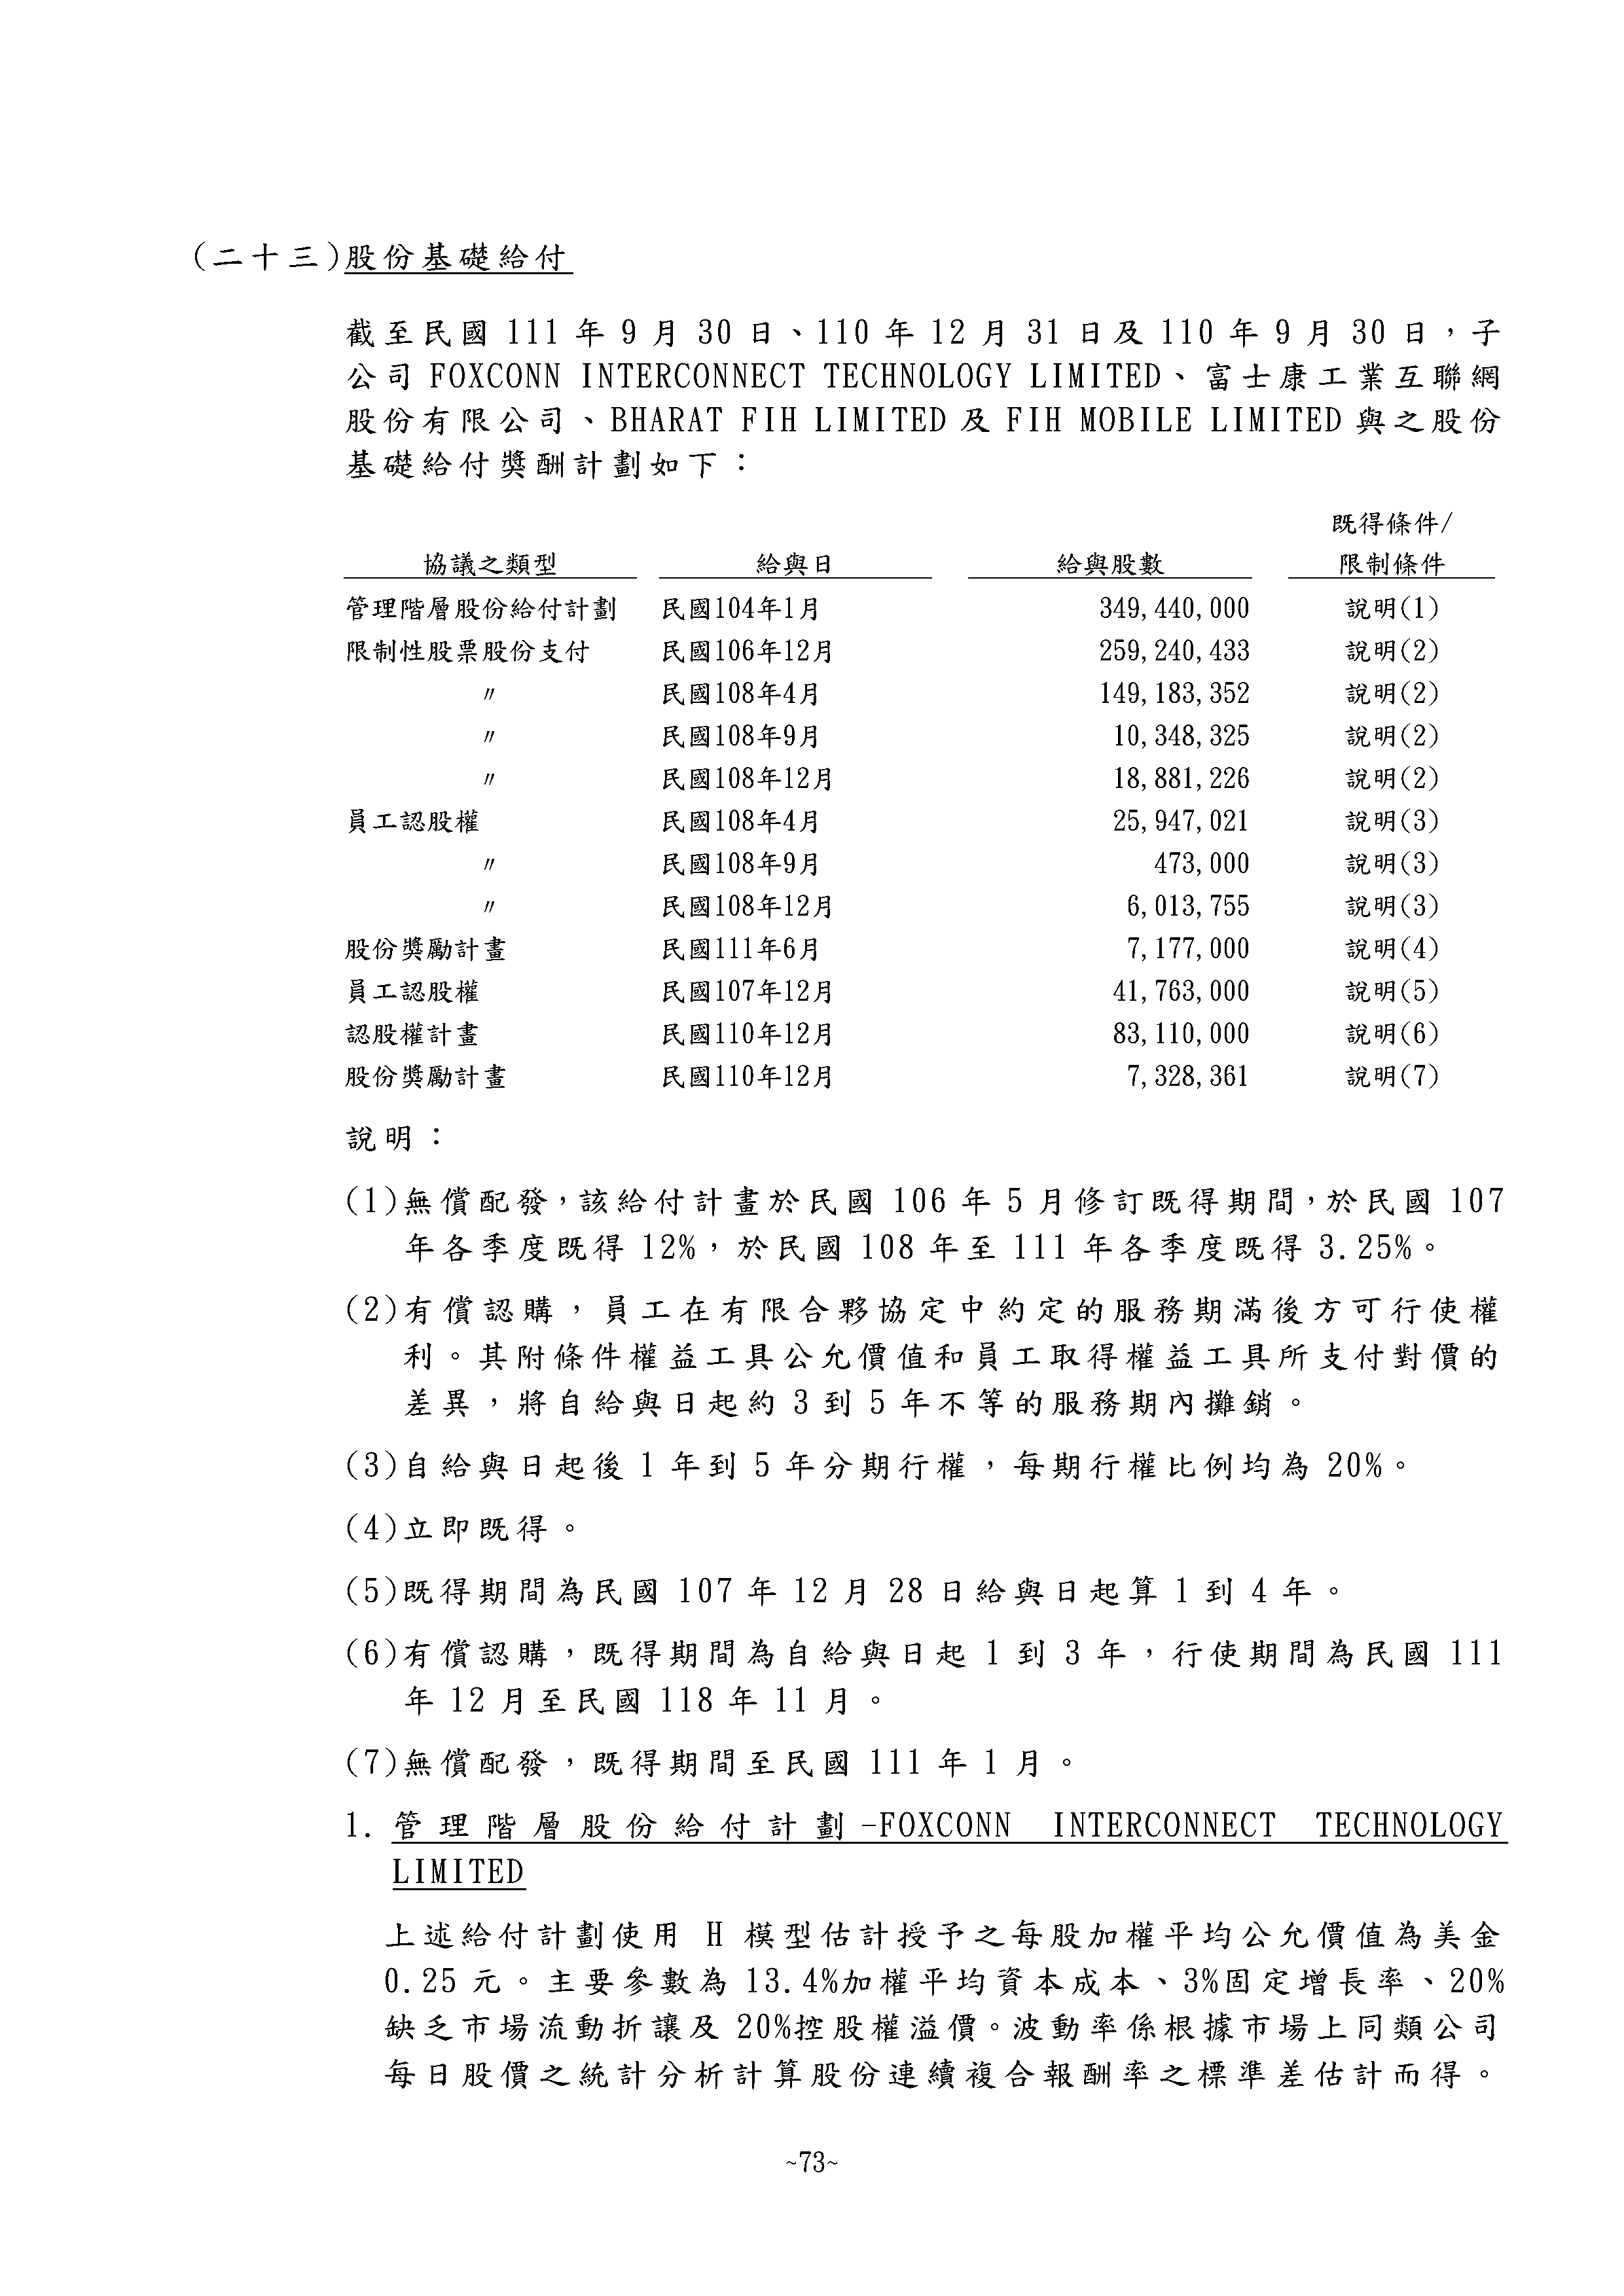 (二十三)股份基礎給付
截至民國 111 年 9 月 30 日、110 年 12 月 31 日及 110 年 9 月 30 日，子
公司 FOXCONN INTERCONNECT TECHNOLOGY LIMITED、富士康工業互聯網
股份有限公司、BHARAT FIH LIMITED 及 FIH MOBILE LIMITED 與之股份
基礎給付獎酬計劃如下：
既得條件/
協議之類型 給與日 給與股數 限制條件
管理階層股份給付計劃 民國104年1月 349,440,000 說明(1)
限制性股票股份支付 民國106年12月 259,240,433 說明(2)
〃 民國108年4月 149,183,352 說明(2)
〃 民國108年9月 10,348,325 說明(2)
〃 民國108年12月 18,881,226 說明(2)
員工認股權 民國108年4月 25,947,021 說明(3)
〃 民國108年9月 473,000 說明(3)
〃 民國108年12月 6,013,755 說明(3)
股份獎勵計畫 民國111年6月 7,177,000 說明(4)
員工認股權 民國107年12月 41,763,000 說明(5)
認股權計畫 民國110年12月 83,110,000 說明(6)
股份獎勵計畫 民國110年12月 7,328,361 說明(7)
說明：
(1)無償配發，該給付計畫於民國 106 年 5 月修訂既得期間，於民國 107
年各季度既得 12%，於民國 108 年至 111 年各季度既得 3.25%。
(2)有償認購，員工在有限合夥協定中約定的服務期滿後方可行使權
利。其附條件權益工具公允價值和員工取得權益工具所支付對價的
差異，將自給與日起約 3 到 5 年不等的服務期內攤銷。
(3)自給與日起後 1 年到 5 年分期行權，每期行權比例均為 20%。
(4)立即既得。
(5)既得期間為民國 107 年 12 月 28 日給與日起算 1 到 4 年。
(6)有償認購，既得期間為自給與日起 1 到 3 年，行使期間為民國 111
年 12 月至民國 118 年 11 月。
(7)無償配發，既得期間至民國 111 年 1 月。
1. 管理階層股份給付計劃-FOXCONN INTERCONNECT TECHNOLOGY
LIMITED
上述給付計劃使用 H 模型估計授予之每股加權平均公允價值為美金
0.25 元。主要參數為 13.4%加權平均資本成本、3%固定增長率、20%
缺乏市場流動折讓及 20%控股權溢價。波動率係根據市場上同類公司
每日股價之統計分析計算股份連續複合報酬率之標準差估計而得。
~73~